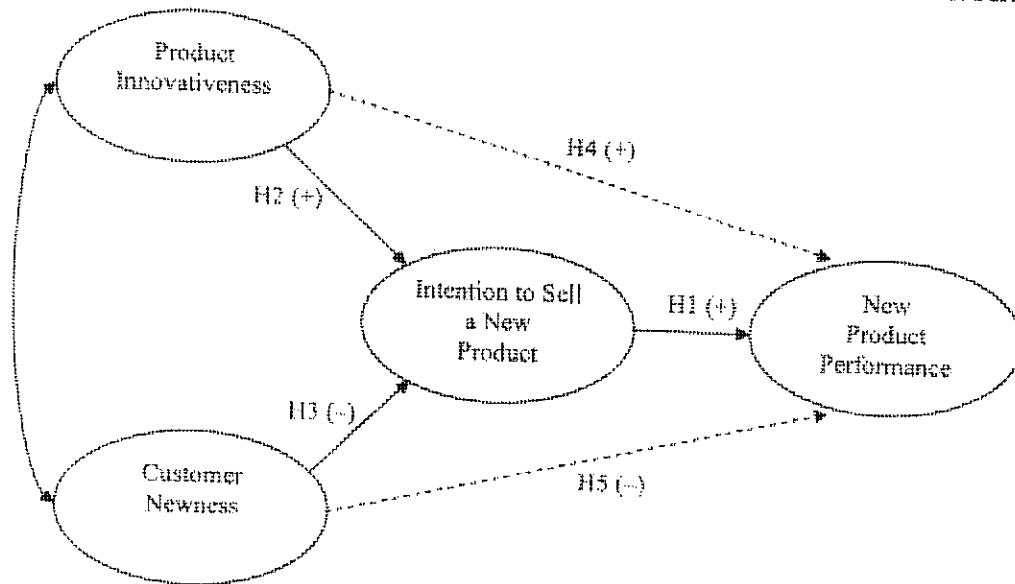 Product
Innovativeness
H4 (+)
H2 (+)
Intention to Sell
a New
Product
H1 (+)
New
Product
Performance
H3 (–)
Customer
Newness
H5 (–)